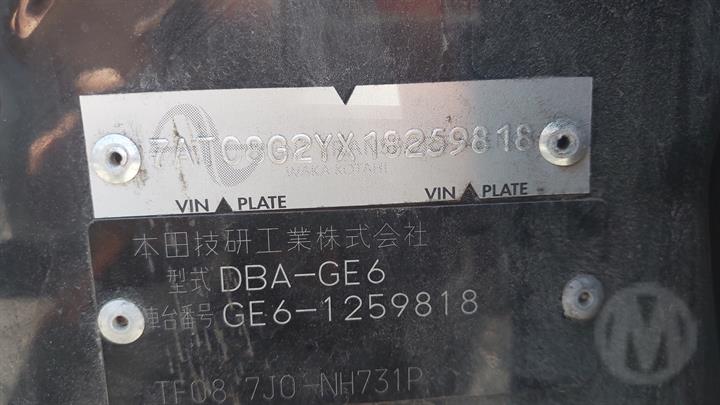 7AT08G2YX18259818
WAKA KOTAHI
VIN PLATE VIN PLATE
本田技研工業株式会社
型式 DBA-GE6
車台番号 GE6-1259818
TF08 7J0-NH731P
M